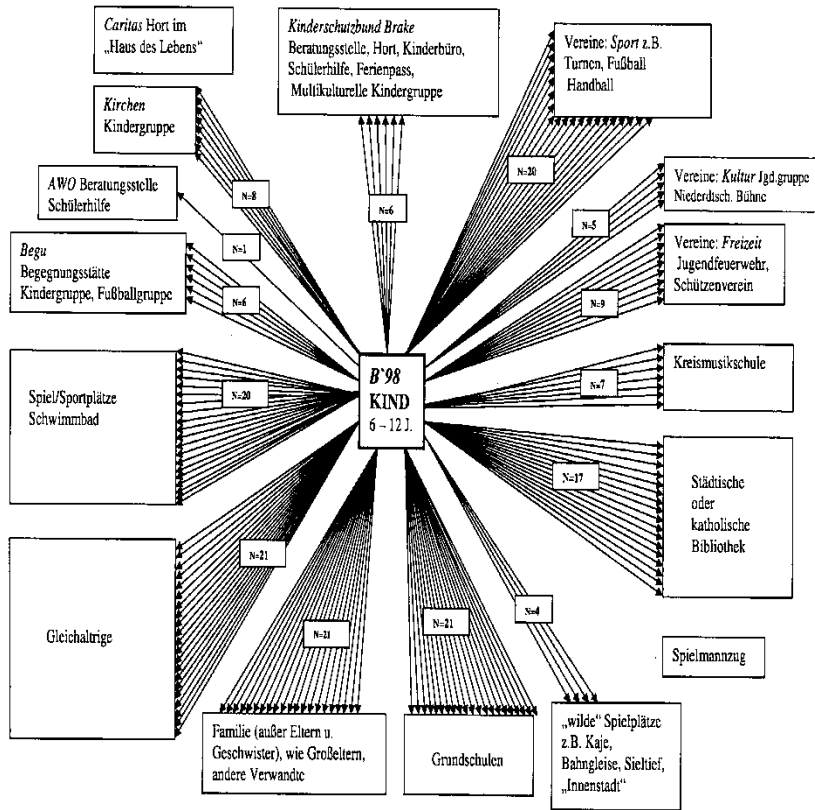 Caritas Hort im
„Haus des Lebens“
Kinderschutzbund Brake
Beratungsstelle, Hort, Kinderbüro,
Schülerhilfe, Ferienpass,
Multikulturelle Kindergruppe
Vereine: Sport z.B.
Turnen, Fußball
Handball
Kirchen
Kindergruppe
AWO Beratungsstelle
Schülerhilfe
Begu
Begegnungsstätte
Kindergruppe, Fußballgruppe
Vereine: Kultur Jgd.gruppe
Niederdtsch. Bühne
Vereine: Freizeit
Jugendfeuerwehr,
Schützenverein
N=8
N=6
N=20
N=1
N=5
N=6
N=9
B`98
KIND
6 – 12 J.
Spiel/Sportplätze
Schwimmbad
N=20
N=7
Kreismusikschule
N=17
Städtische
oder
katholische
Bibliothek
Gleichaltrige
N=21
N=21
N=21
N=4
Spielmannzug
Familie (außer Eltern u.
Geschwister), wie Großeltern,
andere Verwandte
Grundschulen
„wilde“ Spielplätze
z.B. Kaje,
Bahngleise, Sieltief,
„Innenstadt“